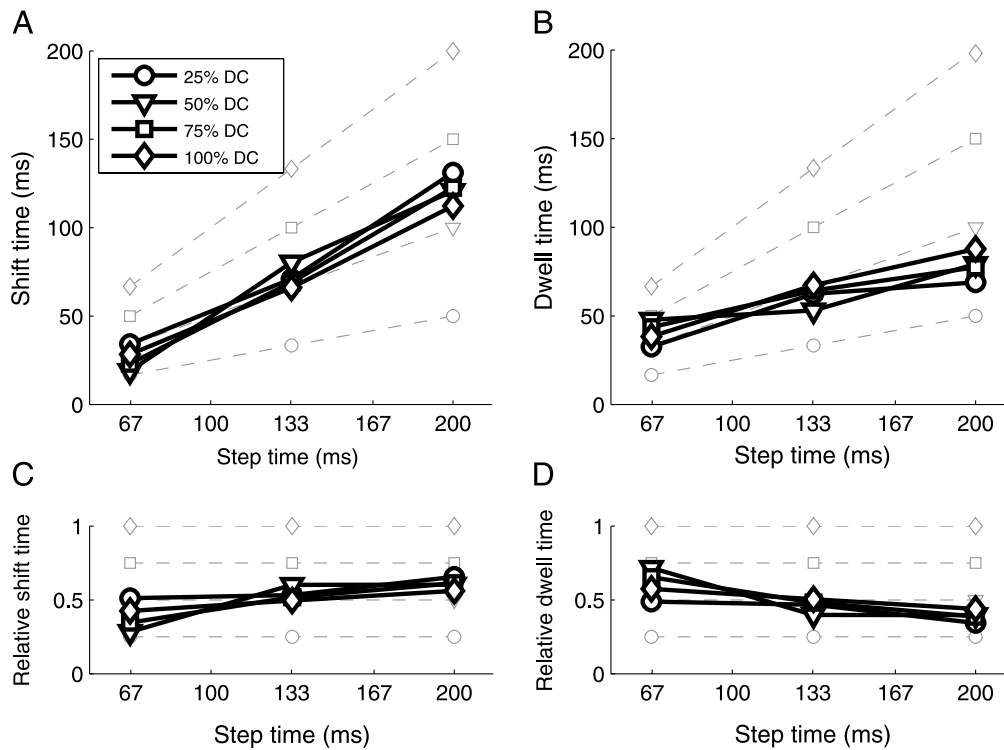 A
Shift time (ms)
200
150
100
50
0
25% DC
50% DC
75% DC
100% DC
67 100 133 167 200
Step time (ms)
B
Dwell time (ms)
200
150
100
50
0
67 100 133 167 200
Step time (ms)
C
Relative shift time
1
0.5
0
67 100 133 167 200
Step time (ms)
D
Relative dwell time
1
0.5
0
67 100 133 167 200
Step time (ms)